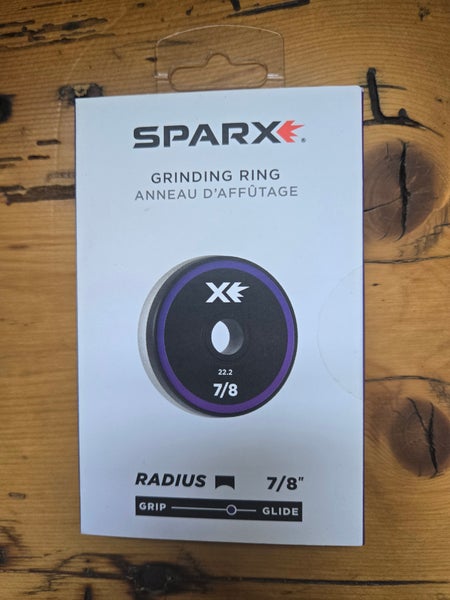 SPARX®
GRINDING RING
ANNEAU D'AFFÛTAGE
X
22.2
7/8
RADIUS 7/8"
GRIP GLIDE